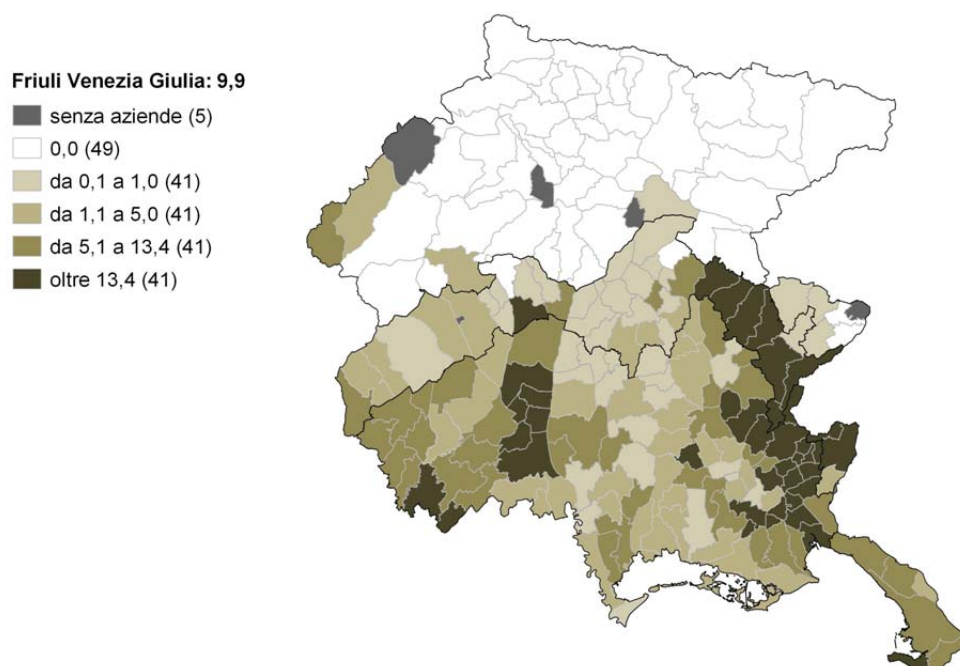 Friuli Venezia Giulia: 9,9
senza aziende (5)
0,0 (49)
da 0,1 a 1,0 (41)
da 1,1 a 5,0 (41)
da 5,1 a 13,4 (41)
oltre 13,4 (41)